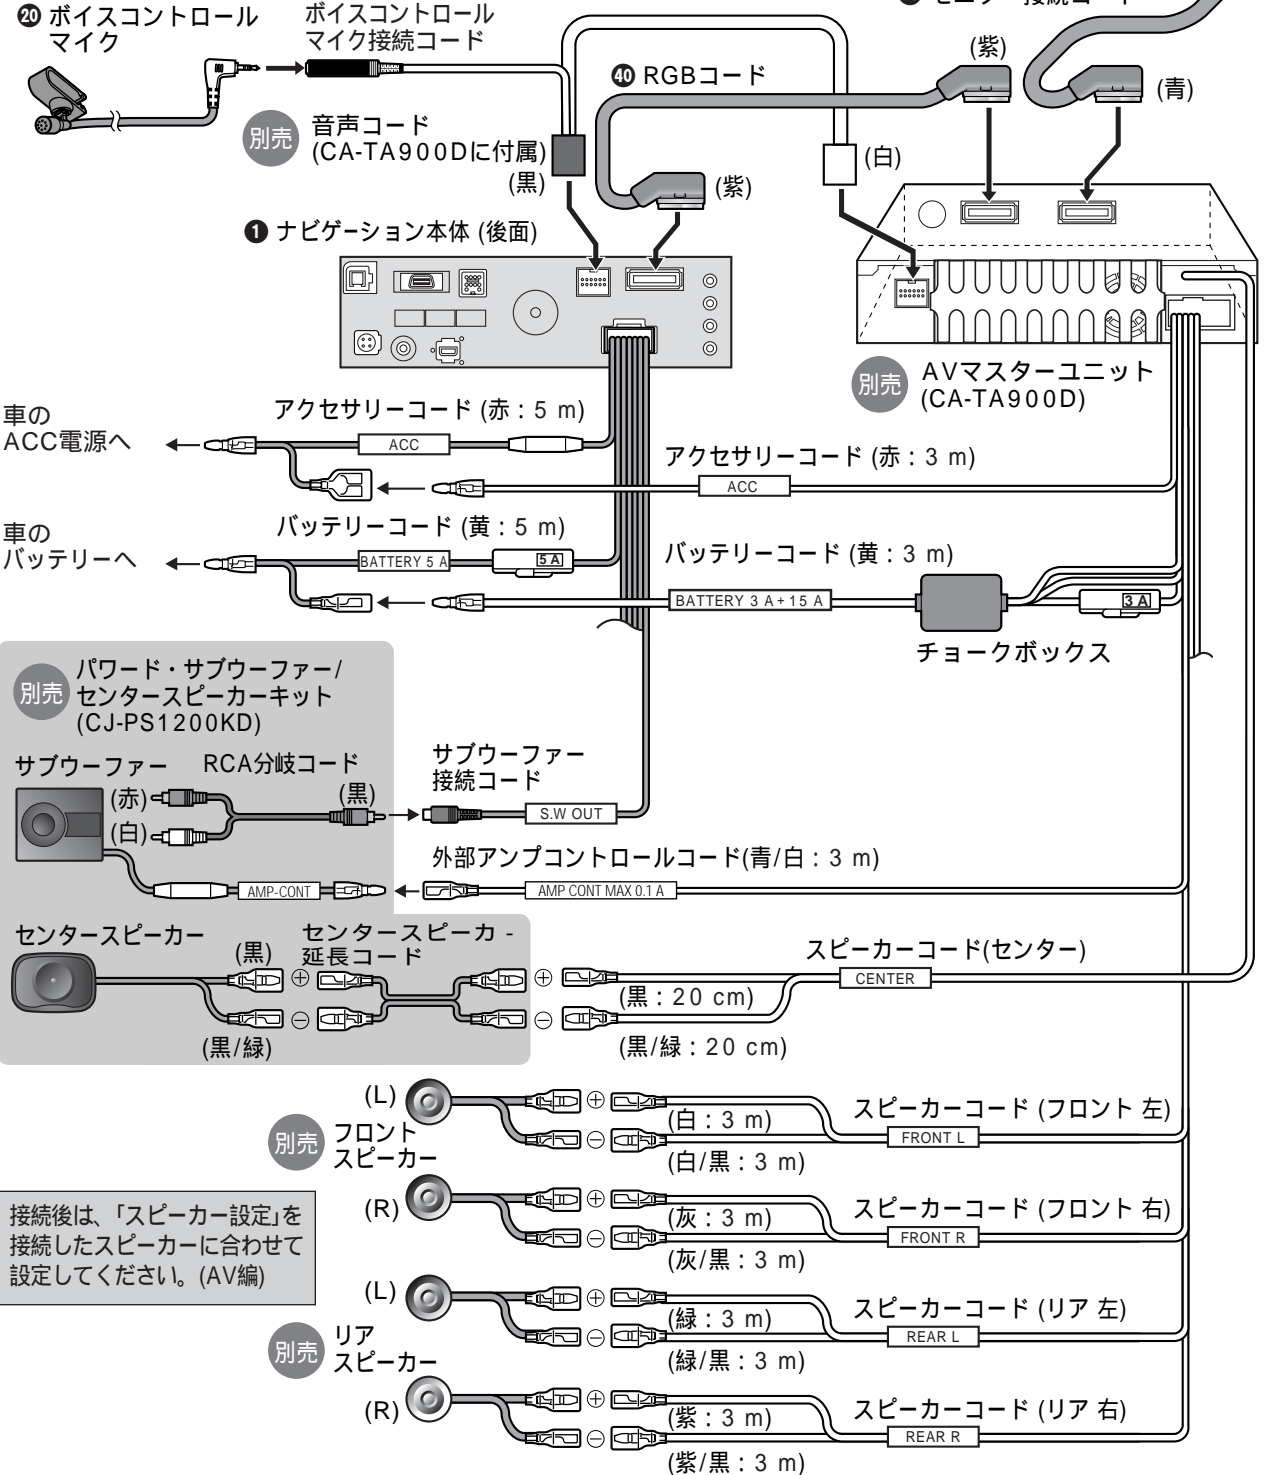 ⑳ ボイスコントロール
マイク
ボイスコントロール
マイク接続コード
(紫)
(青)
㊵ RGBコード
別売
音声コード
(CA-TA900Dに付属)
(黒)
(白)
(紫)
❶ ナビゲーション本体 (後面)
別売
AVマスターユニット
(CA-TA900D)
車の
ACC電源へ
アクセサリーコード (赤：5 m)
ACC
アクセサリーコード (赤：3 m)
ACC
車の
バッテリーへ
バッテリーコード (黄：5 m)
BATTERY 5 A
5 A
バッテリーコード (黄：3 m)
BATTERY 3 A+15 A
3 A
チョークボックス
別売
パワード・サブウーファー/
センタースピーカーキット
(CJ-PS1200KD)
サブウーファー
RCA分岐コード
(赤)
(白)
(黒)
サブウーファー
接続コード
S.W OUT
外部アンプコントロールコード(青/白：3 m)
AMP-CONT
AMP CONT MAX 0.1 A
センタースピーカー
(黒)
センタースピーカ -
延長コード
スピーカーコード(センター)
⊕
⊕
CENTER
(黒：20 cm)
⊖
⊖
(黒/緑)
(黒/緑：20 cm)
(L)
⊕
(白：3 m)
スピーカーコード (フロント 左)
別売
フロント
スピーカー
⊖
FRONT L
(白/黒：3 m)
(R)
⊕
(灰：3 m)
スピーカーコード (フロント 右)
⊖
FRONT R
(灰/黒：3 m)
接続後は、「スピーカー設定」を
接続したスピーカーに合わせて
設定してください。(AV編)
(L)
⊕
(緑：3 m)
スピーカーコード (リア 左)
別売
リア
スピーカー
⊖
REAR L
(緑/黒：3 m)
(R)
⊕
(紫：3 m)
スピーカーコード (リア 右)
⊖
REAR R
(紫/黒：3 m)